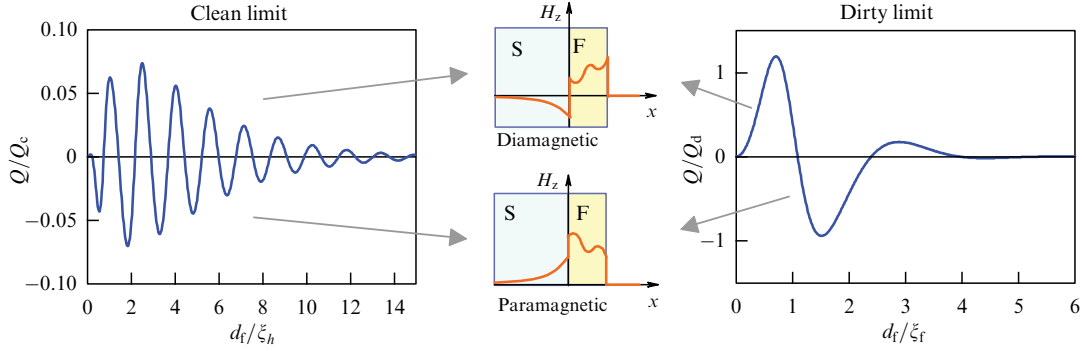 Clean limit
0.10
0.05
0
−0.05
−0.10
Q/Q_c
0 2 4 6 8 10 12 14
d_f/ξ_h
H_z
S F
x
Diamagnetic
H_z
S F
x
Paramagnetic
Dirty limit
1
0
−1
Q/Q_d
0 1 2 3 4 5 6
d_f/ξ_f